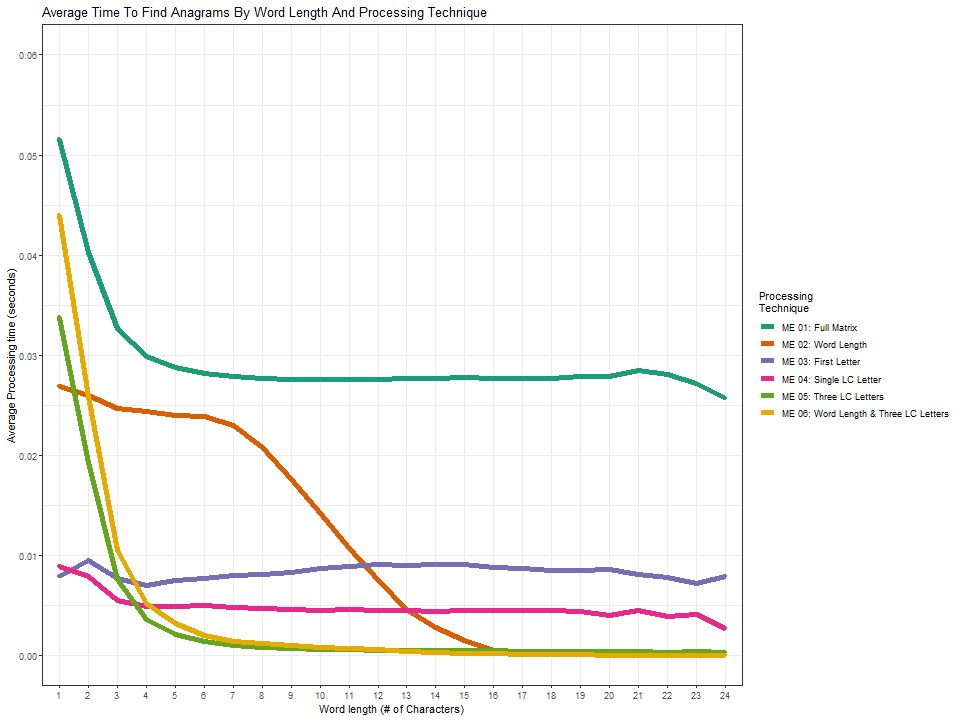 Average Time To Find Anagrams By Word Length And Processing Technique
0.06
0.05
0.04
0.03
0.02
0.01
0.00
Average Processing time (seconds)
1 2 3 4 5 6 7 8 9 10 11 12 13 14 15 16 17 18 19 20 21 22 23 24
Word length (# of Characters)
Processing
Technique
ME 01: Full Matrix
ME 02: Word Length
ME 03: First Letter
ME 04: Single LC Letter
ME 05: Three LC Letters
ME 06: Word Length & Three LC Letters